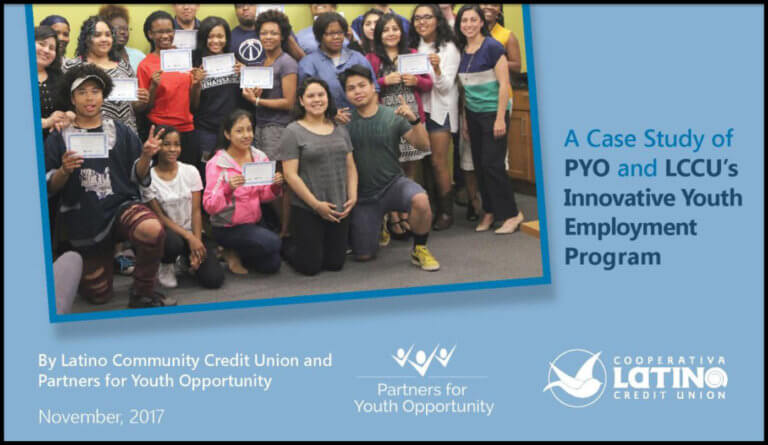 A Case Study of
PYO and LCCU's
Innovative Youth
Employment
Program
By Latino Community Credit Union and
Partners for Youth Opportunity
November, 2017
Partners for
Youth Opportunity
COOPERATIVA
LATINO
CREDIT UNION